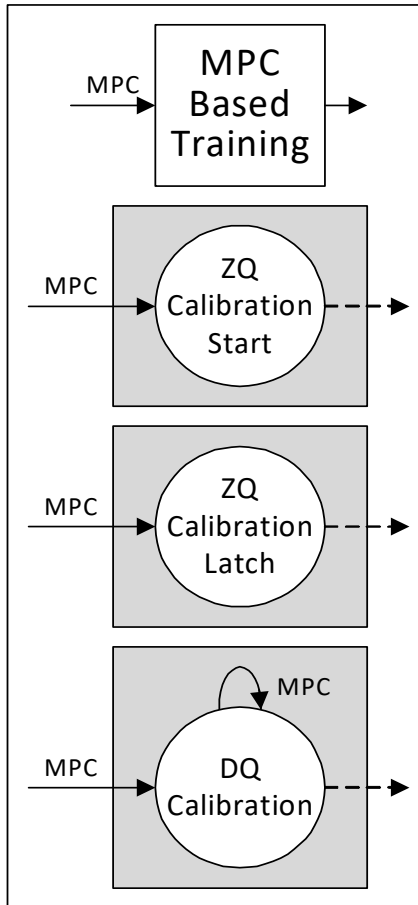 MPC
MPC
Based
Training
MPC
ZQ
Calibration
Start
MPC
ZQ
Calibration
Latch
MPC
MPC
DQ
Calibration